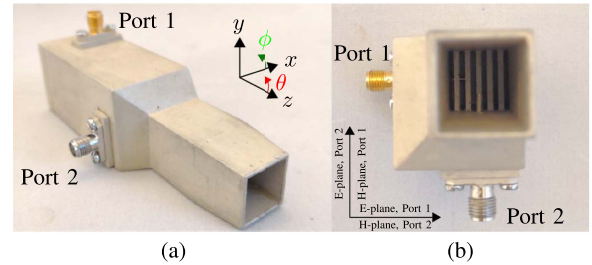 Port 1
y
ϕ
x
θ
z
Port 2
(a)
Port 1
E-plane, Port 2
H-plane, Port 1
E-plane, Port 1
H-plane, Port 2
Port 2
(b)